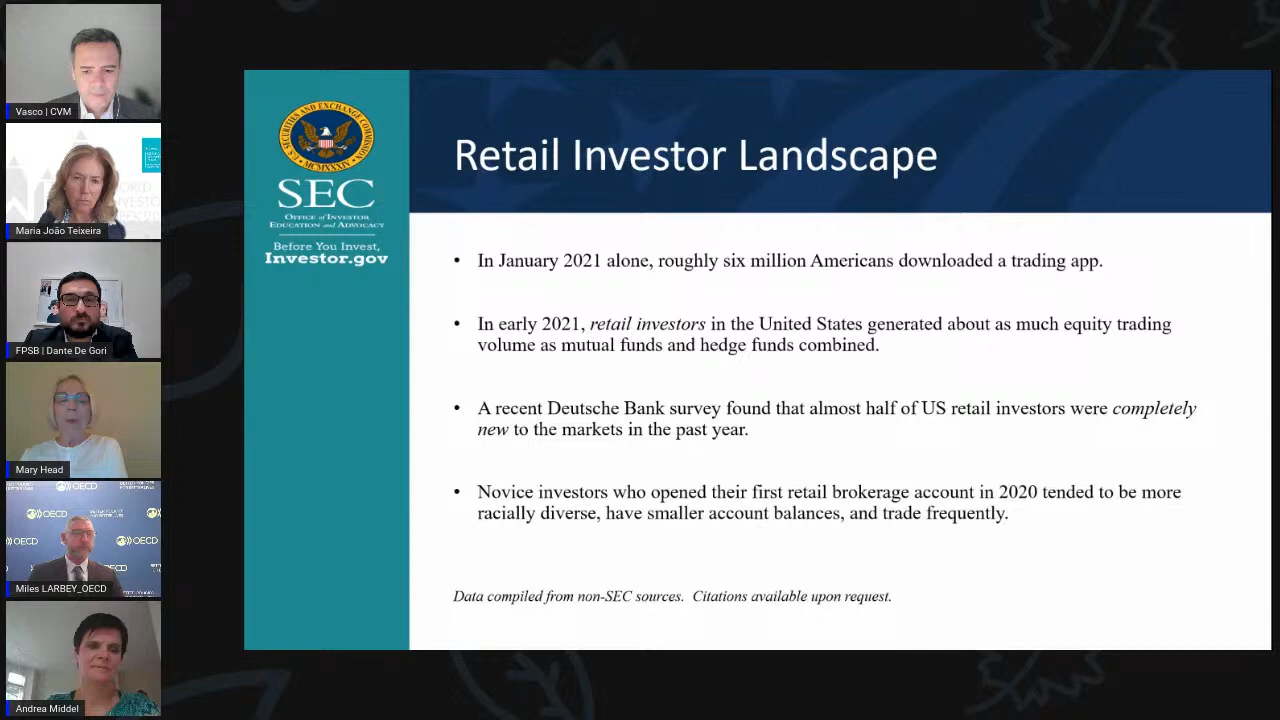 Vasco | CVM
Maria João Teixeira
FPSB | Dante De Gori
Mary Head
OECD
OECD
OECD
Miles LARBEY_OECD
Andrea Middel
U.S. SECURITIES AND EXCHANGE COMMISSION
MCMXXXIV
SEC
Office of Investor
Education and Advocacy
Before You Invest,
Investor.gov
Retail Investor Landscape
• In January 2021 alone, roughly six million Americans downloaded a trading app.
• In early 2021, retail investors in the United States generated about as much equity trading
volume as mutual funds and hedge funds combined.
• A recent Deutsche Bank survey found that almost half of US retail investors were completely
new to the markets in the past year.
• Novice investors who opened their first retail brokerage account in 2020 tended to be more
racially diverse, have smaller account balances, and trade frequently.
Data compiled from non-SEC sources. Citations available upon request.